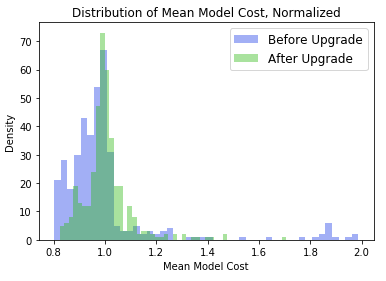 Distribution of Mean Model Cost, Normalized
Before Upgrade
After Upgrade
Density
70
60
50
40
30
20
10
0
0.8 1.0 1.2 1.4 1.6 1.8 2.0
Mean Model Cost